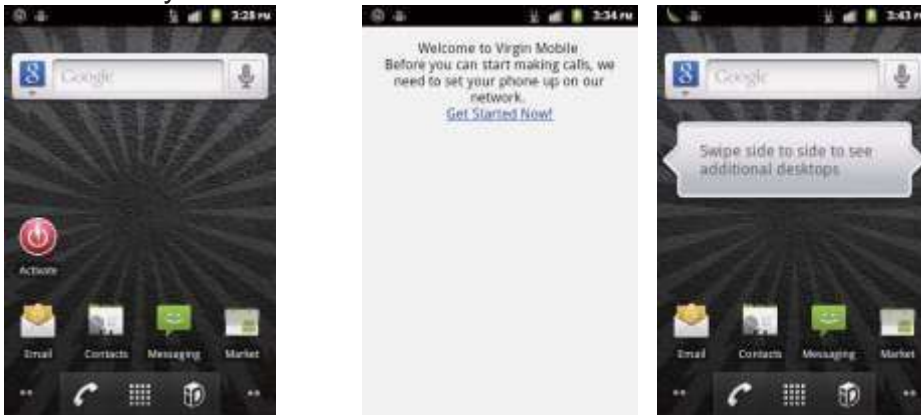 3:28 PM
Google
Activate
Email Contacts Messaging Market
3:34 PM
Welcome to Virgin Mobile
Before you can start making calls, we
need to set your phone up on our
network.
Get Started Now!
3:43
Google
Swipe side to side to see
additional desktops
Email Contacts Messaging Market